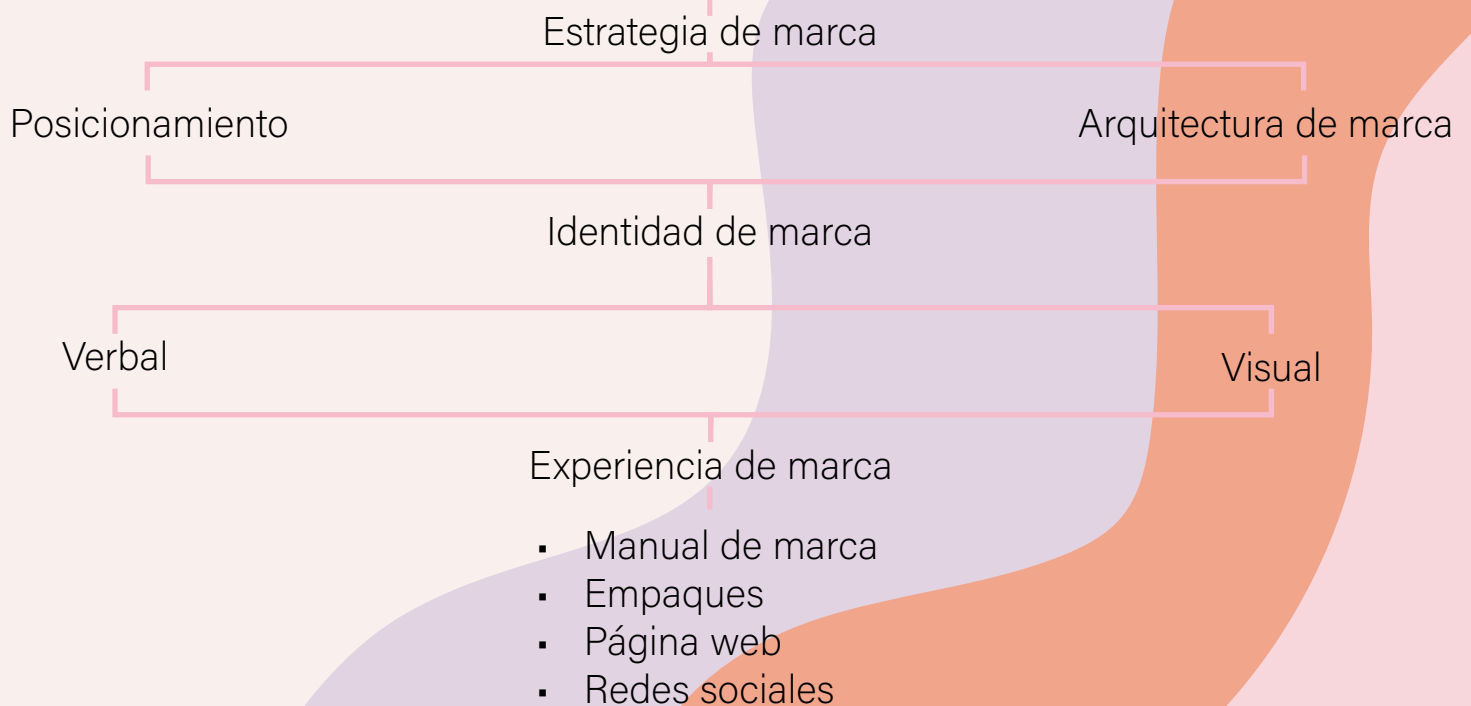 Estrategia de marca
Posicionamiento
Arquitectura de marca
Identidad de marca
Verbal
Visual
Experiencia de marca
▪ Manual de marca
▪ Empaques
▪ Página web
▪ Redes sociales